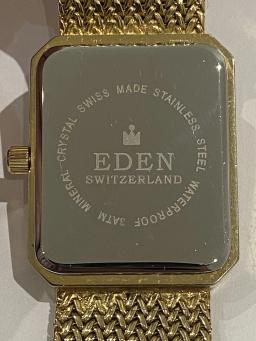 SWISS MADE STAINLESS STEEL WATERPROOF 3ATM MINERAL CRYSTAL
EDEN
SWITZERLAND